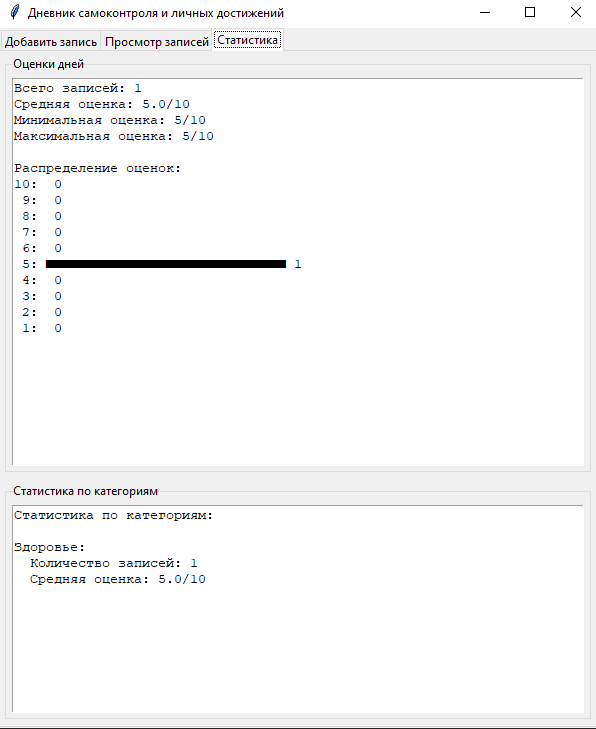 Дневник самоконтроля и личных достижений
Добавить запись Просмотр записей Статистика
Оценки дней
Всего записей: 1
Средняя оценка: 5.0/10
Минимальная оценка: 5/10
Максимальная оценка: 5/10
Распределение оценок:
10: 0
9: 0
8: 0
7: 0
6: 0
5: 1
4: 0
3: 0
2: 0
1: 0
Статистика по категориям
Статистика по категориям:
Здоровье:
Количество записей: 1
Средняя оценка: 5.0/10